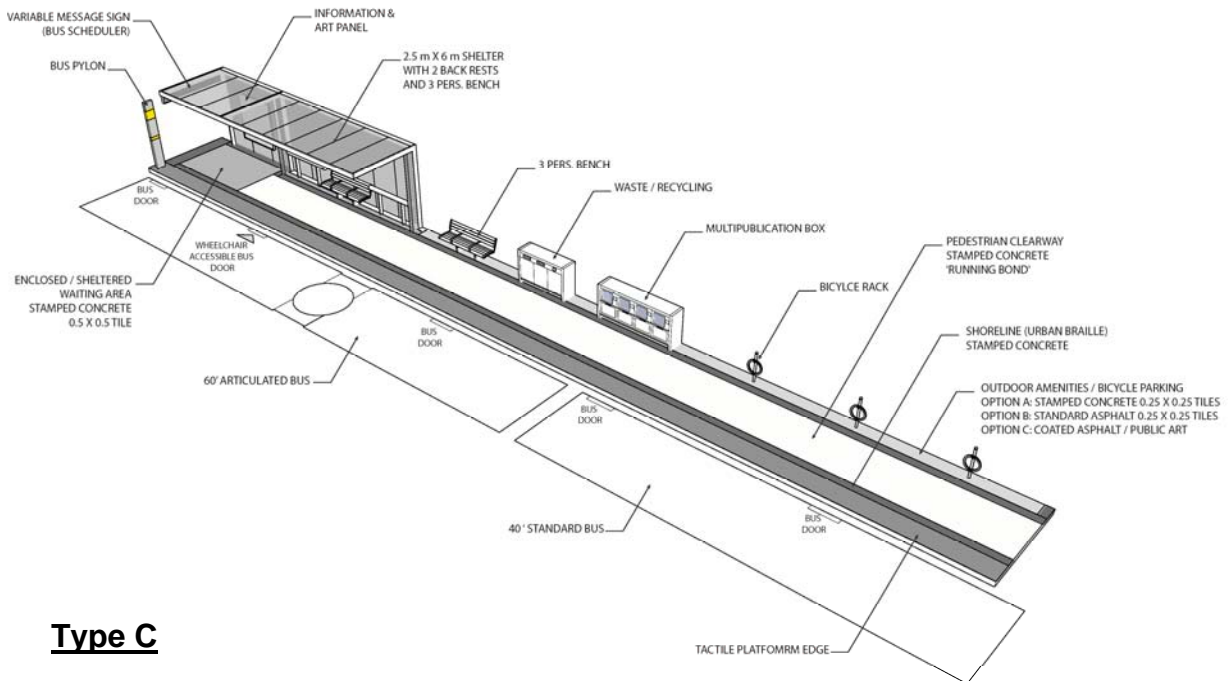 VARIABLE MESSAGE SIGN
(BUS SCHEDULER)
INFORMATION &
ART PANEL
BUS PYLON
2.5 m X 6 m SHELTER
WITH 2 BACK RESTS
AND 3 PERS. BENCH
3 PERS. BENCH
WASTE / RECYCLING
MULTIPUBLICATION BOX
BICYLCE RACK
PEDESTRIAN CLEARWAY
STAMPED CONCRETE
'RUNNING BOND'
SHORELINE (URBAN BRAILLE)
STAMPED CONCRETE
OUTDOOR AMENITIES / BICYCLE PARKING
OPTION A: STAMPED CONCRETE 0.25 X 0.25 TILES
OPTION B: STANDARD ASPHALT 0.25 X 0.25 TILES
OPTION C: COATED ASPHALT / PUBLIC ART
BUS
DOOR
WHEELCHAIR
ACCESSIBLE BUS
DOOR
ENCLOSED / SHELTERED
WAITING AREA
STAMPED CONCRETE
0.5 X 0.5 TILE
BUS
DOOR
60' ARTICULATED BUS
BUS
DOOR
40 ' STANDARD BUS
BUS
DOOR
TACTILE PLATFOMRM EDGE
Type C